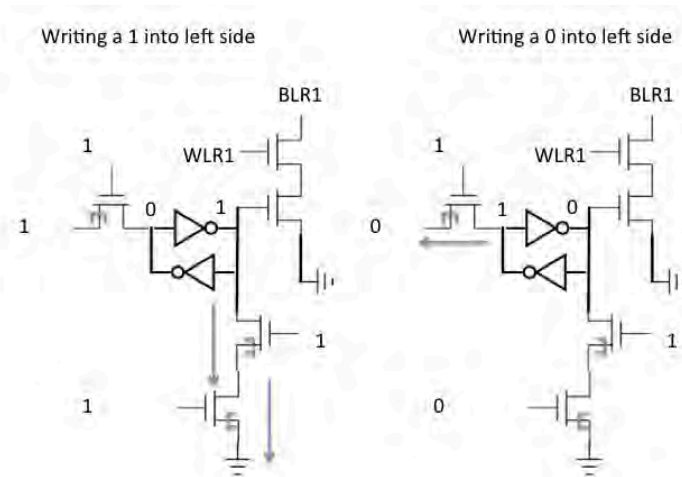 Writing a 1 into left side
Writing a 0 into left side
BLR1
BLR1
1
WLR1
1
WLR1
1
0
1
0
1
0
1
1
1
0